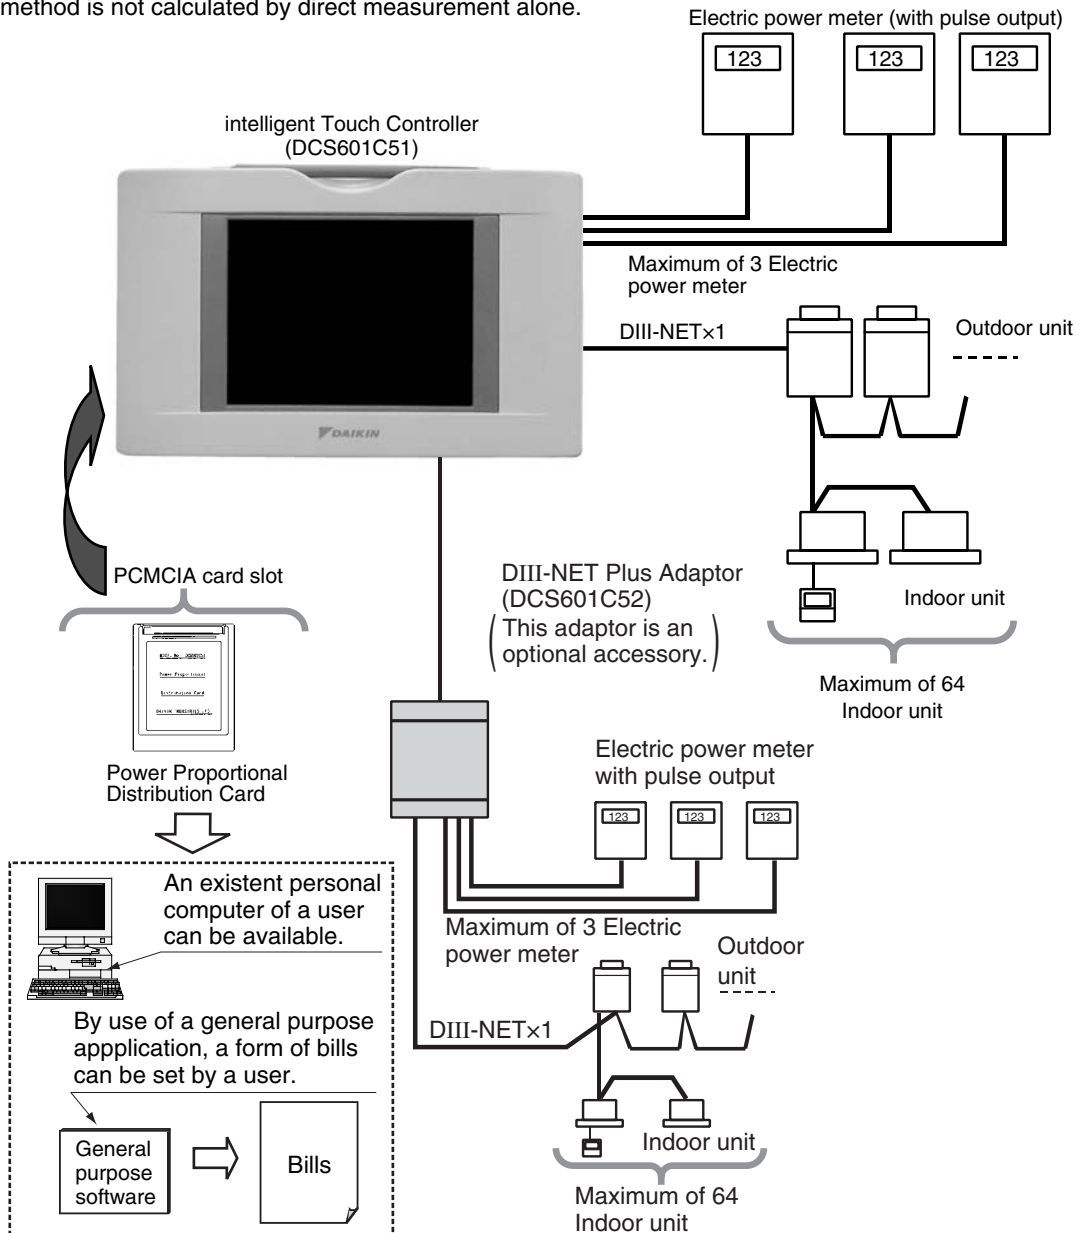 method is not calculated by direct measurement alone.
Electric power meter (with pulse output)
123
123
123
intelligent Touch Controller
(DCS601C51)
Maximum of 3 Electric
power meter
DIII-NET×1
Outdoor unit
DAIKIN
PCMCIA card slot
DIII-NET Plus Adaptor
(DCS601C52)
(This adaptor is an
optional accessory.)
Indoor unit
Maximum of 64
Indoor unit
Power Proportional
Distribution Card
Electric power meter
with pulse output
123
123
123
An existent personal
computer of a user
can be available.
Maximum of 3 Electric
power meter
Outdoor
unit
DIII-NET×1
By use of a general purpose
appplication, a form of bills
can be set by a user.
General
purpose
software
Bills
Indoor unit
Maximum of 64
Indoor unit